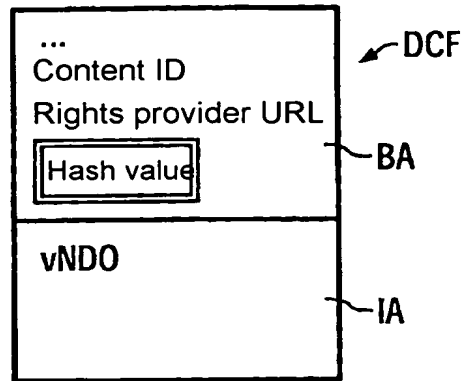 ...
Content ID
DCF
Rights provider URL
BA
Hash value
vNDO
IA